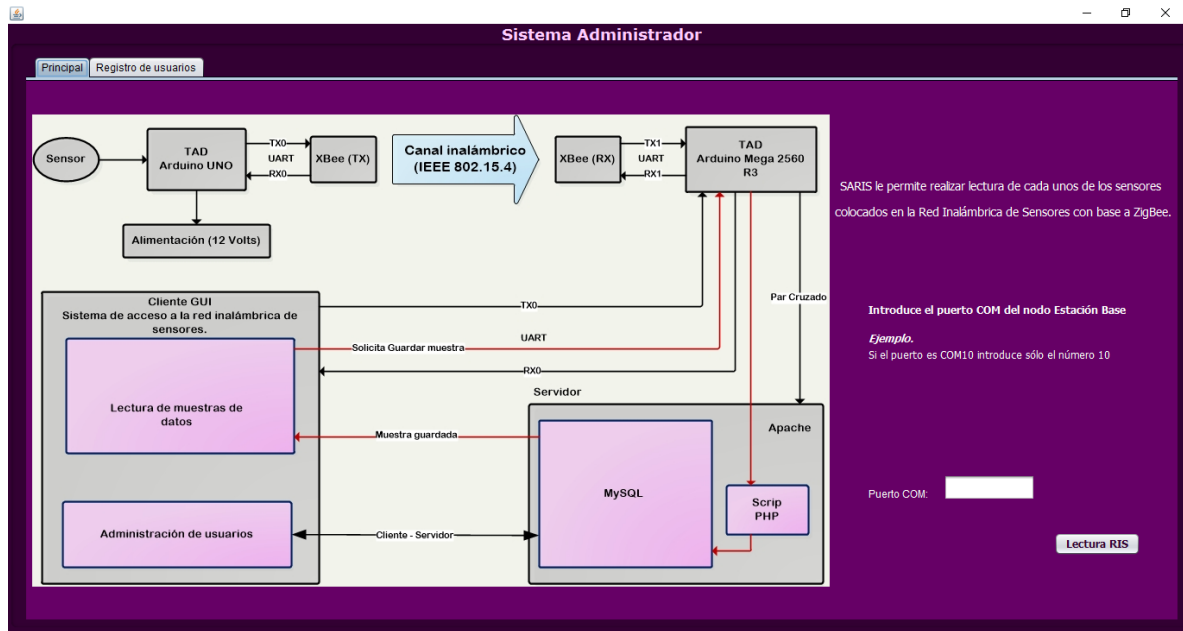 Sistema Administrador
Principal
Registro de usuarios
Sensor
TAD
Arduino UNO
TX0
UART
RX0
XBee (TX)
Canal inalámbrico
(IEEE 802.15.4)
XBee (RX)
TX1
UART
RX1
TAD
Arduino Mega 2560
R3
Alimentación (12 Volts)
SARIS le permite realizar lectura de cada unos de los sensores
colocados en la Red Inalámbrica de Sensores con base a ZigBee.
Cliente GUI
Sistema de acceso a la red inalámbrica de
sensores.
TX0
Par Cruzado
UART
Solicita Guardar muestra
RX0
Lectura de muestras de
datos
Muestra guardada
Servidor
Apache
MySQL
Scrip
PHP
Administración de usuarios
Cliente - Servidor
Introduce el puerto COM del nodo Estación Base
Ejemplo.
Si el puerto es COM10 introduce sólo el número 10
Puerto COM:
Lectura RIS